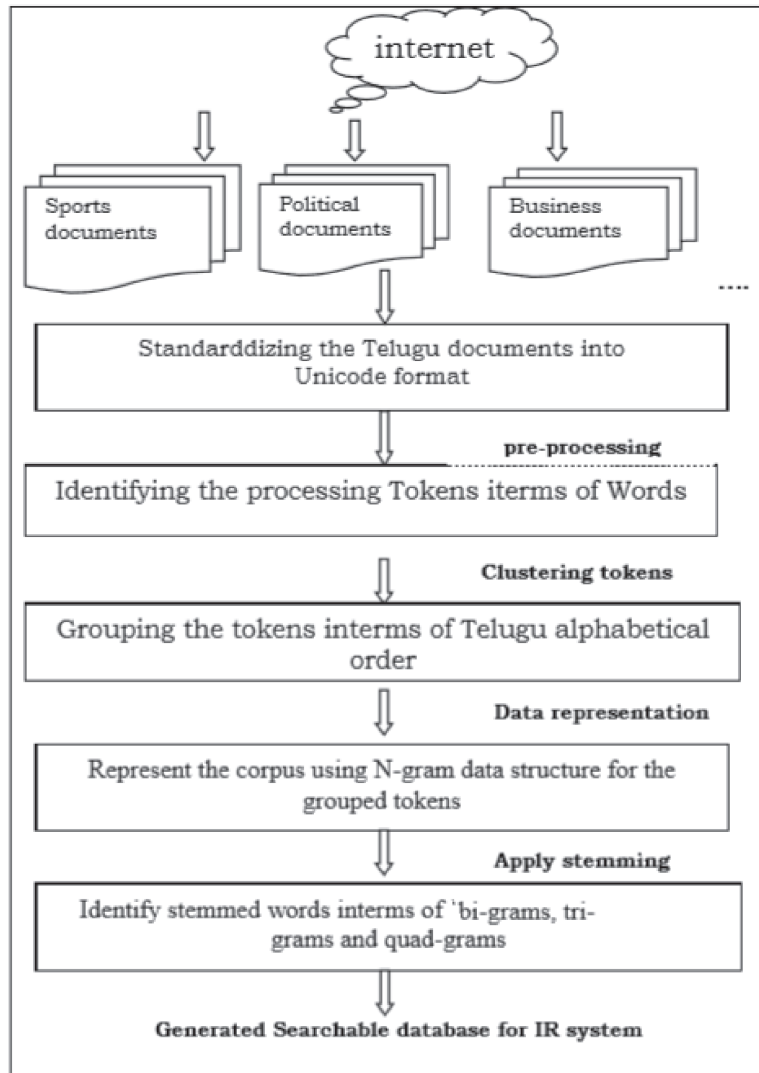 internet
Sports
documents
Political
documents
Business
documents
....
Standarddizing the Telugu documents into
Unicode format
pre-processing
Identifying the processing Tokens iterms of Words
Clustering tokens
Grouping the tokens interms of Telugu alphabetical
order
Data representation
Represent the corpus using N-gram data structure for the
grouped tokens
Apply stemming
Identify stemmed words interms of ‘bi-grams, tri-
grams and quad-grams
Generated Searchable database for IR system